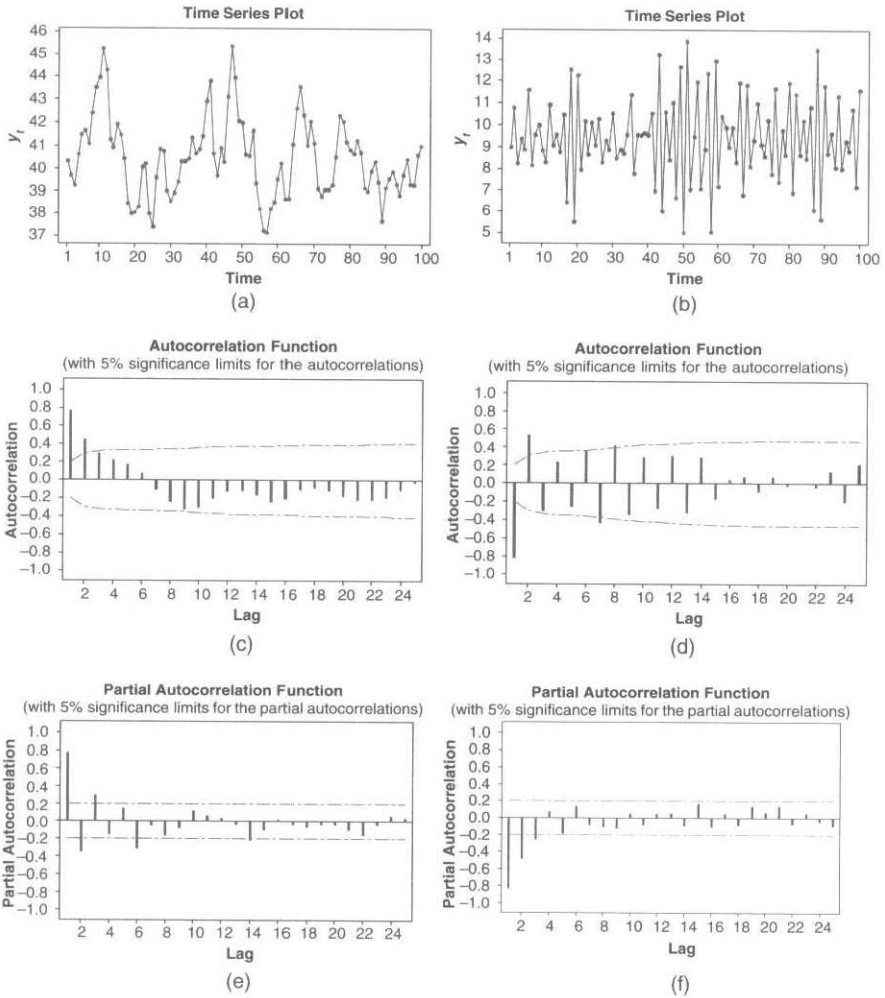 Time Series Plot
46
45
44
43
42
41
40
39
38
37
yt
1 10 20 30 40 50 60 70 80 90 100
Time
(a)
Time Series Plot
14
13
12
11
10
9
8
7
6
5
yt
1 10 20 30 40 50 60 70 80 90 100
Time
(b)
Autocorrelation Function
(with 5% significance limits for the autocorrelations)
1.0
0.8
0.6
0.4
0.2
0.0
−0.2
−0.4
−0.6
−0.8
−1.0
Autocorrelation
2 4 6 8 10 12 14 16 18 20 22 24
Lag
(c)
Autocorrelation Function
(with 5% significance limits for the autocorrelations)
1.0
0.8
0.6
0.4
0.2
0.0
−0.2
−0.4
−0.6
−0.8
−1.0
Autocorrelation
2 4 6 8 10 12 14 16 18 20 22 24
Lag
(d)
Partial Autocorrelation Function
(with 5% significance limits for the partial autocorrelations)
1.0
0.8
0.6
0.4
0.2
0.0
−0.2
−0.4
−0.6
−0.8
−1.0
Partial Autocorrelation
2 4 6 8 10 12 14 16 18 20 22 24
Lag
(e)
Partial Autocorrelation Function
(with 5% significance limits for the partial autocorrelations)
1.0
0.8
0.6
0.4
0.2
0.0
−0.2
−0.4
−0.6
−0.8
−1.0
Partial Autocorrelation
2 4 6 8 10 12 14 16 18 20 22 24
Lag
(f)